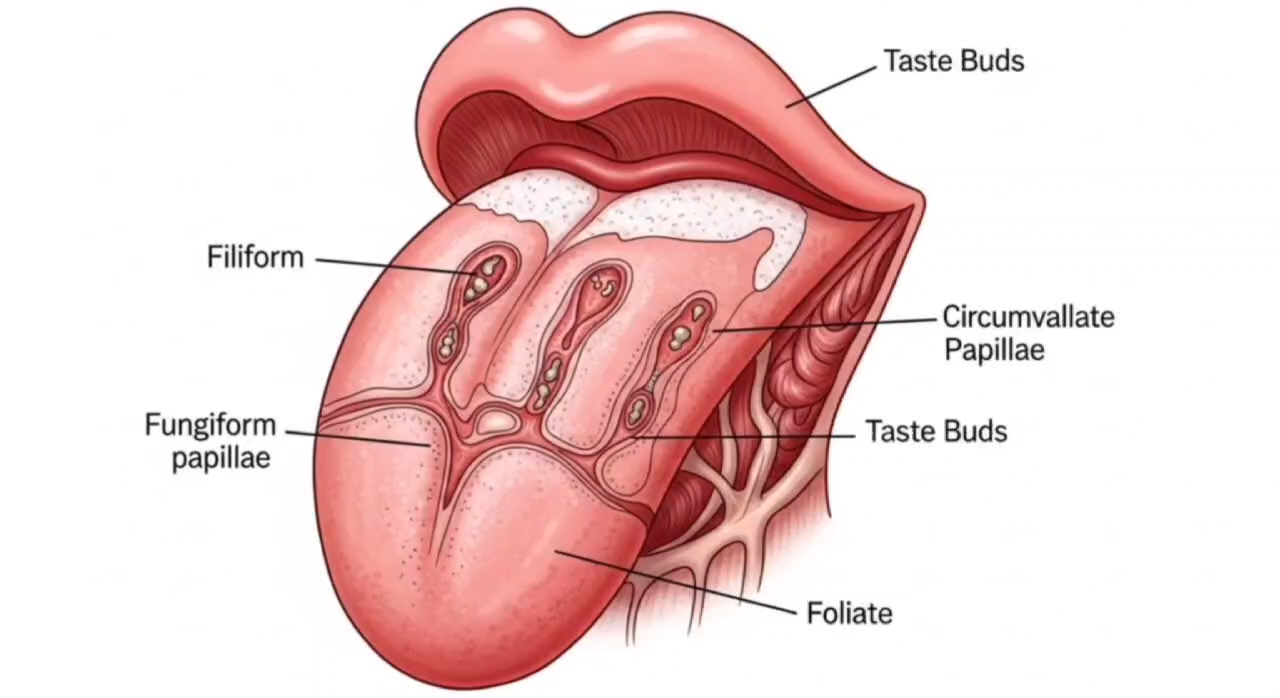 Taste Buds
Filiform
Circumvallate
Papillae
Fungiform
papillae
Taste Buds
Foliate